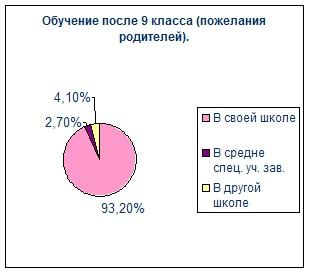 Обучение после 9 класса (пожелания
родителей).
4,10%
2,70%
93,20%
В своей школе
В средне
спец. уч. зав.
В другой
школе